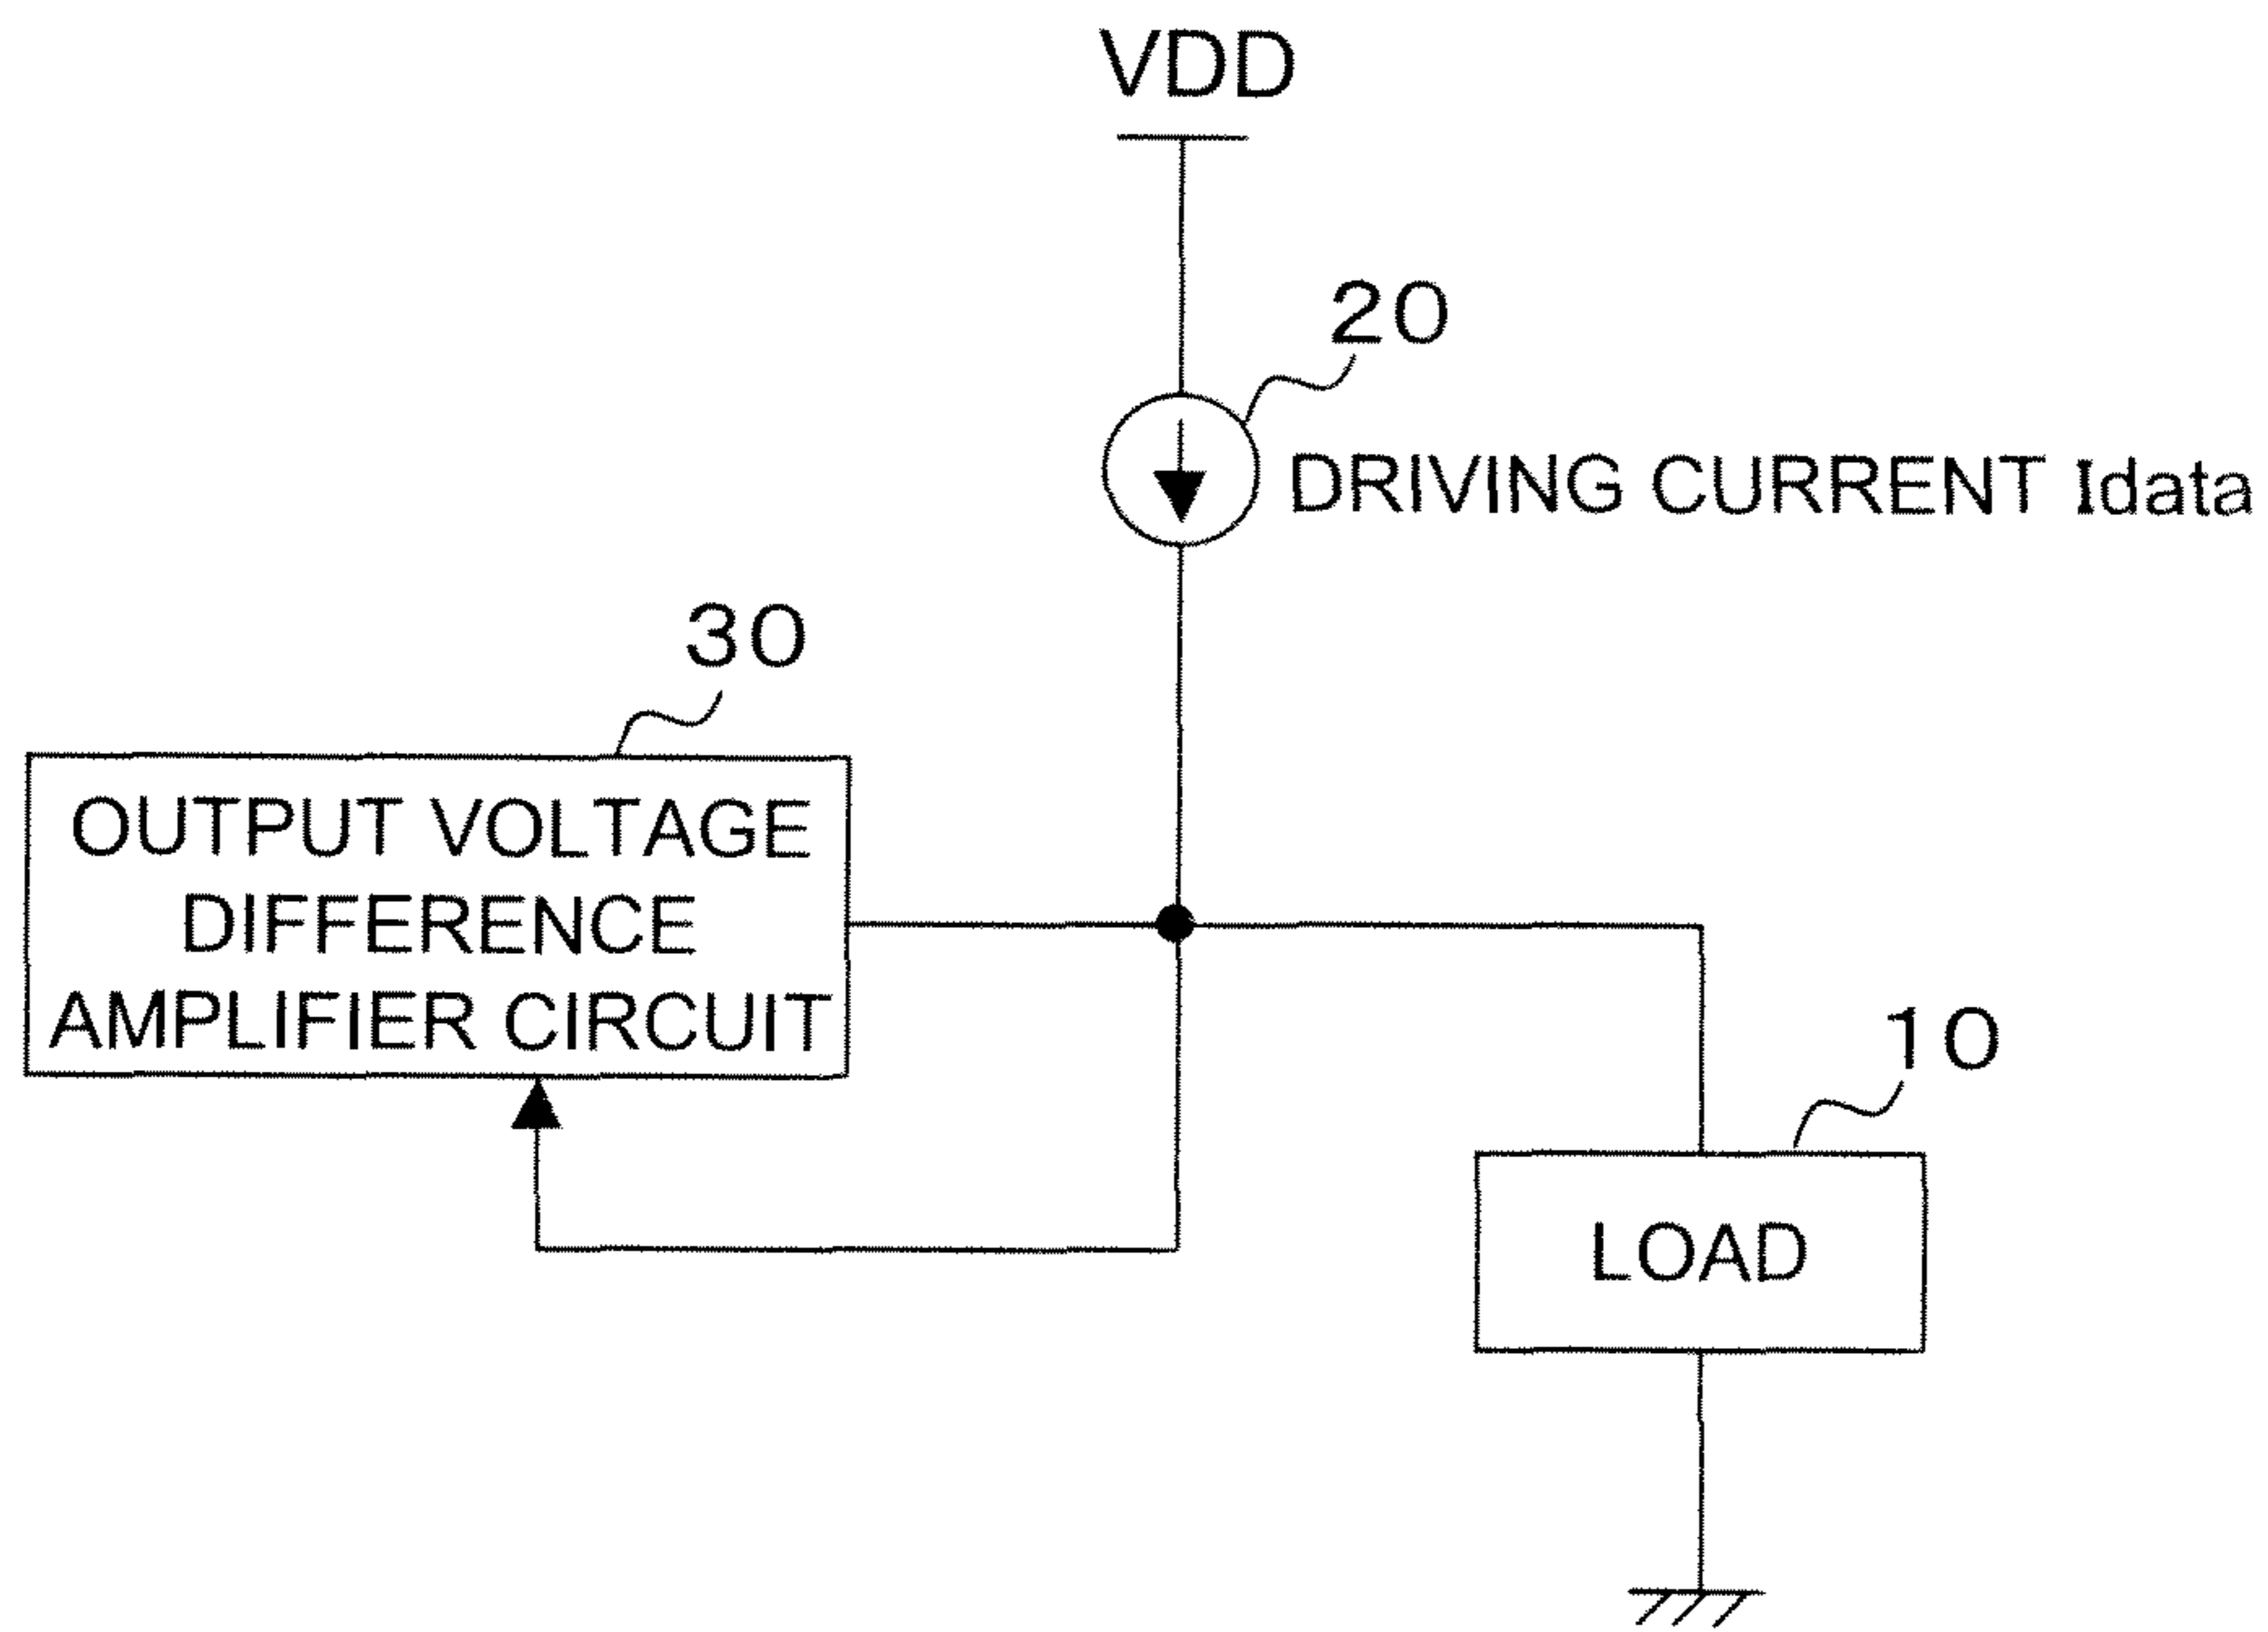 VDD
20
DRIVING CURRENT Idata
30
OUTPUT VOLTAGE
DIFFERENCE
AMPLIFIER CIRCUIT
10
LOAD